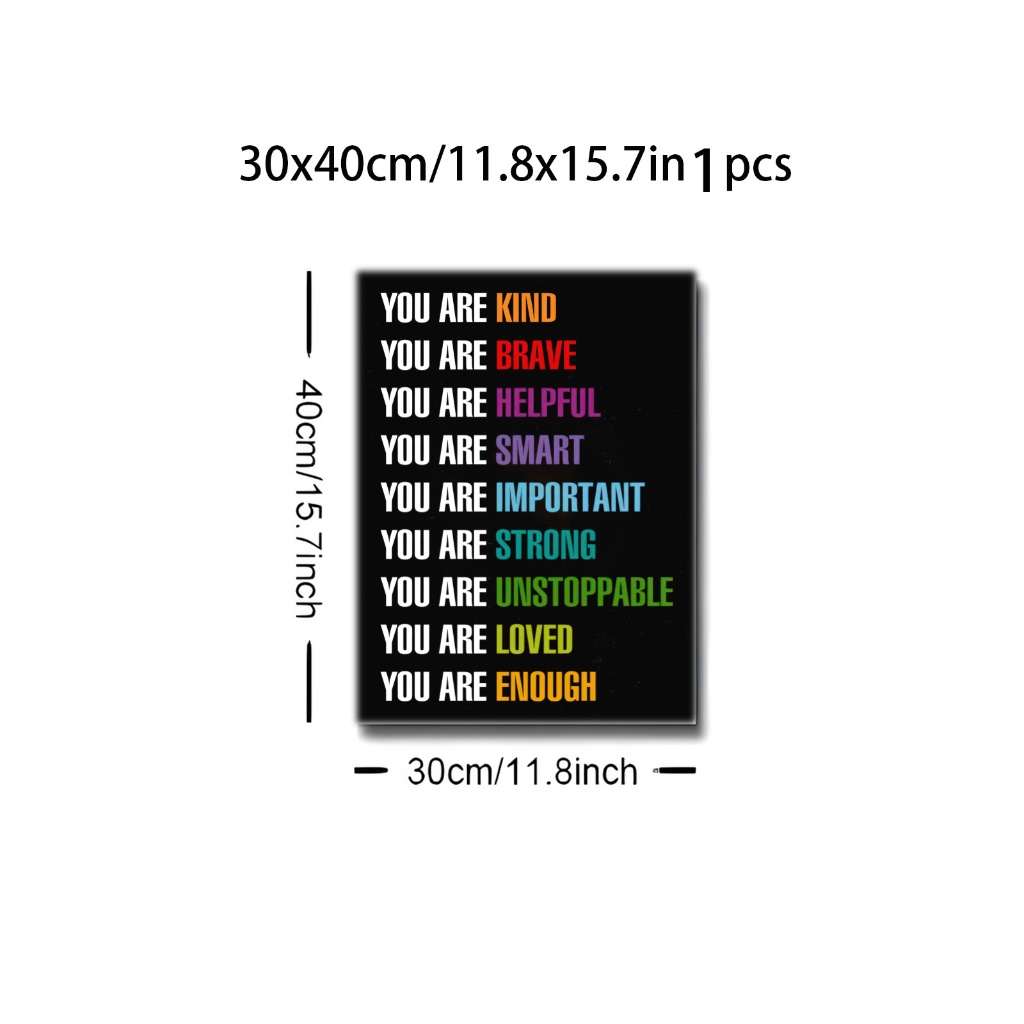 30x40cm/11.8x15.7in 1 pcs
YOU ARE KIND
YOU ARE BRAVE
YOU ARE HELPFUL
YOU ARE SMART
YOU ARE IMPORTANT
YOU ARE STRONG
YOU ARE UNSTOPPABLE
YOU ARE LOVED
YOU ARE ENOUGH
40cm/15.7inch
30cm/11.8inch